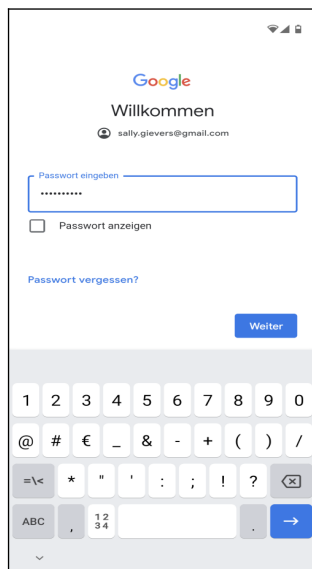 Google
Willkommen
sally.gievers@gmail.com
Passwort eingeben
••••••••••
Passwort anzeigen
Passwort vergessen?
Weiter
1 2 3 4 5 6 7 8 9 0
@ # € _ & - + ( ) /
=\< * " ' : ; ! ?
ABC , 12 34 .